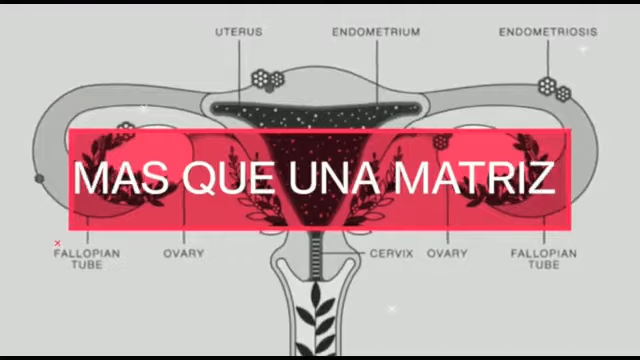 UTERUS
ENDOMETRIUM
ENDOMETRIOSIS
MAS QUE UNA MATRIZ
FALLOPIAN
TUBE
OVARY
CERVIX
OVARY
FALLOPIAN
TUBE